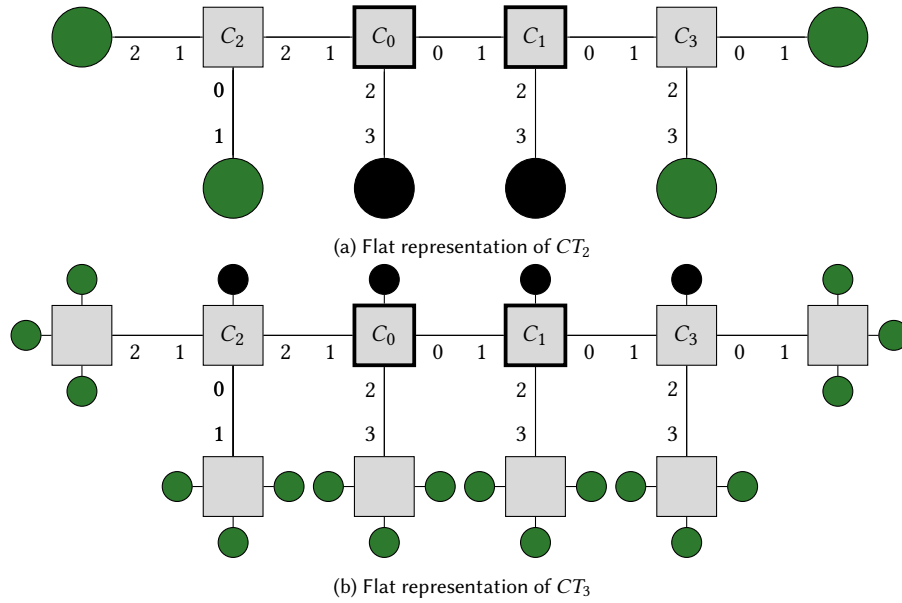 C₂ C₀ C₁ C₃
2 1 2 1 0 1 0 1 0 1
0 2 2 2
1 3 3 3
(a) Flat representation of CT₂
C₂ C₀ C₁ C₃
2 1 2 1 0 1 0 1 0 1
0 2 2 2
1 3 3 3
(b) Flat representation of CT₃